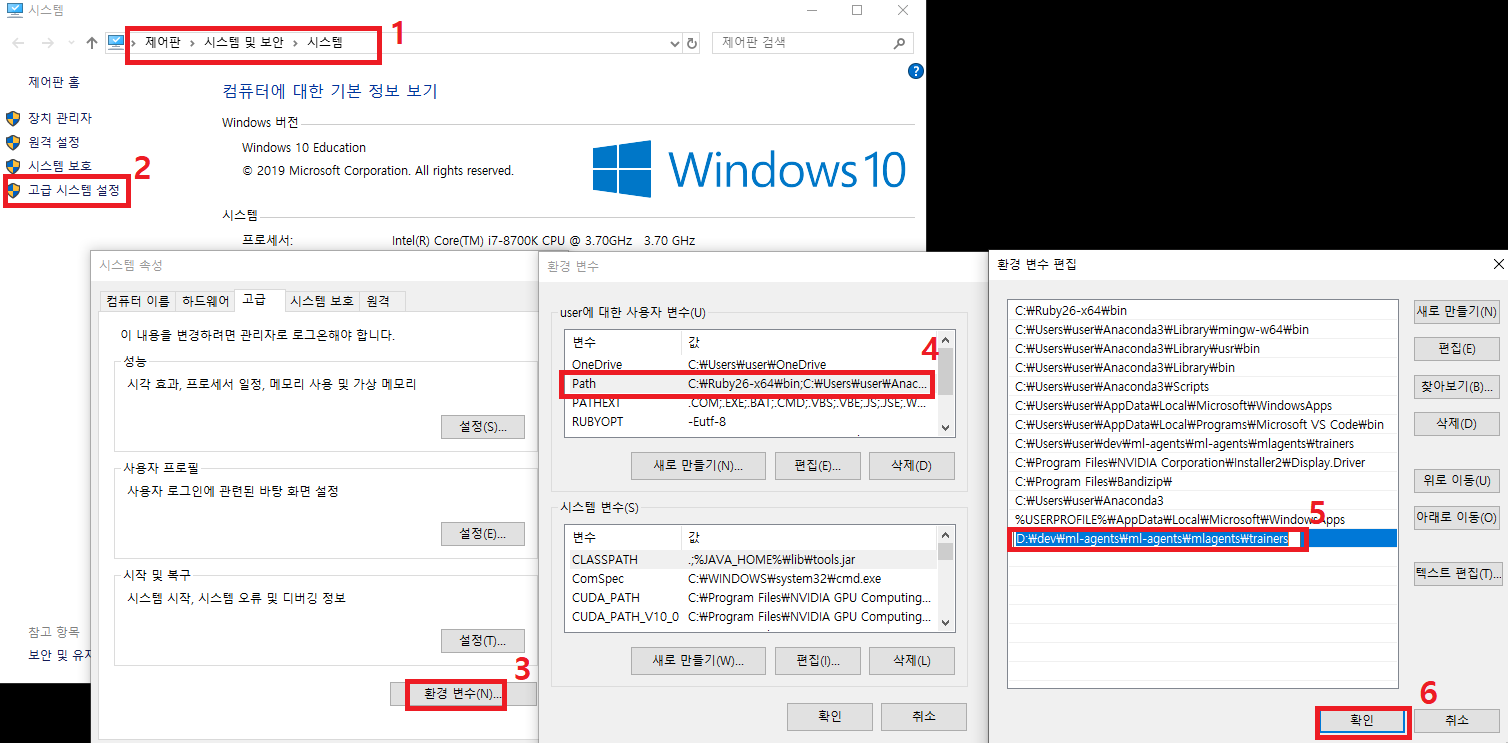 시스템
제어판 › 시스템 및 보안 › 시스템
1
제어판 검색
제어판 홈
장치 관리자
원격 설정
시스템 보호
2
고급 시스템 설정
컴퓨터에 대한 기본 정보 보기
Windows 버전
Windows 10 Education
© 2019 Microsoft Corporation. All rights reserved.
Windows 10
시스템
프로세서: Intel(R) Core(TM) i7-8700K CPU @ 3.70GHz 3.70 GHz
참고 항목
시스템 속성
컴퓨터 이름 하드웨어 고급 시스템 보호 원격
이 내용을 변경하려면 관리자로 로그온해야 합니다.
성능
시각 효과, 프로세서 일정, 메모리 사용 및 가상 메모리
설정(S)...
사용자 프로필
사용자 로그인에 관련된 바탕 화면 설정
설정(E)...
시작 및 복구
시스템 시작, 시스템 오류 및 디버깅 정보
설정(T)...
3
환경 변수(N)...
보안 및 유
환경 변수
user에 대한 사용자 변수(U)
변수 값
4
OneDrive C:₩Users₩user₩OneDrive
Path C:₩Ruby26-x64₩bin;C:₩Users₩user₩Anac...
PATHEXT .COM;.EXE;.BAT;.CMD;.VBS;.VBE;.JS;.JSE;.W...
RUBYOPT -Eutf-8
새로 만들기(N)... 편집(E)... 삭제(D)
시스템 변수(S)
변수 값
CLASSPATH .;%JAVA_HOME%₩lib₩tools.jar
ComSpec C:₩WINDOWS₩system32₩cmd.exe
CUDA_PATH C:₩Program Files₩NVIDIA GPU Computing...
CUDA_PATH_V10_0 C:₩Program Files₩NVIDIA GPU Computing...
새로 만들기(W)... 편집(I)... 삭제(L)
확인 취소
환경 변수 편집
C:₩Ruby26-x64₩bin
C:₩Users₩user₩Anaconda3₩Library₩mingw-w64₩bin
C:₩Users₩user₩Anaconda3₩Library₩usr₩bin
C:₩Users₩user₩Anaconda3₩Library₩bin
C:₩Users₩user₩Anaconda3₩Scripts
C:₩Users₩user₩AppData₩Local₩Microsoft₩WindowsApps
C:₩Users₩user₩AppData₩Local₩Programs₩Microsoft VS Code₩bin
C:₩Users₩user₩dev₩ml-agents₩ml-agents₩mlagents₩trainers
C:₩Program Files₩NVIDIA Corporation₩Installer2₩Display.Driver
C:₩Program Files₩Bandizip₩
C:₩Users₩user₩Anaconda3
%USERPROFILE%₩AppData₩Local₩Microsoft₩WindowsApps
5
D:₩dev₩ml-agents₩ml-agents₩mlagents₩trainers
새로 만들기(N)
편집(E)
찾아보기(B)...
삭제(D)
위로 이동(U)
아래로 이동(O)
텍스트 편집(T)...
6
확인 취소